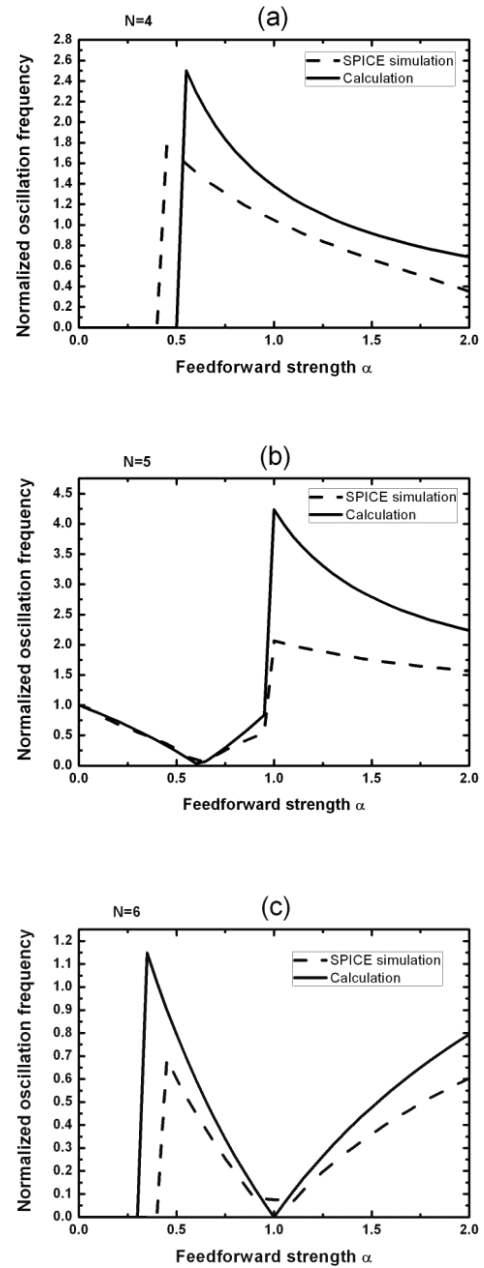 N=4
(a)
2.8
2.6
2.4
2.2
2.0
1.8
1.6
1.4
1.2
1.0
0.8
0.6
0.4
0.2
0.0
Normalized oscillation frequency
SPICE simulation
Calculation
0.0 0.5 1.0 1.5 2.0
Feedforward strength α
N=5
(b)
4.5
4.0
3.5
3.0
2.5
2.0
1.5
1.0
0.5
0.0
Normalized oscillation frequency
SPICE simulation
Calculation
0.0 0.5 1.0 1.5 2.0
Feedforward strength α
N=6
(c)
1.2
1.1
1.0
0.9
0.8
0.7
0.6
0.5
0.4
0.3
0.2
0.1
0.0
Normalized oscillation frequency
SPICE simulation
Calculation
0.0 0.5 1.0 1.5 2.0
Feedforward strength α